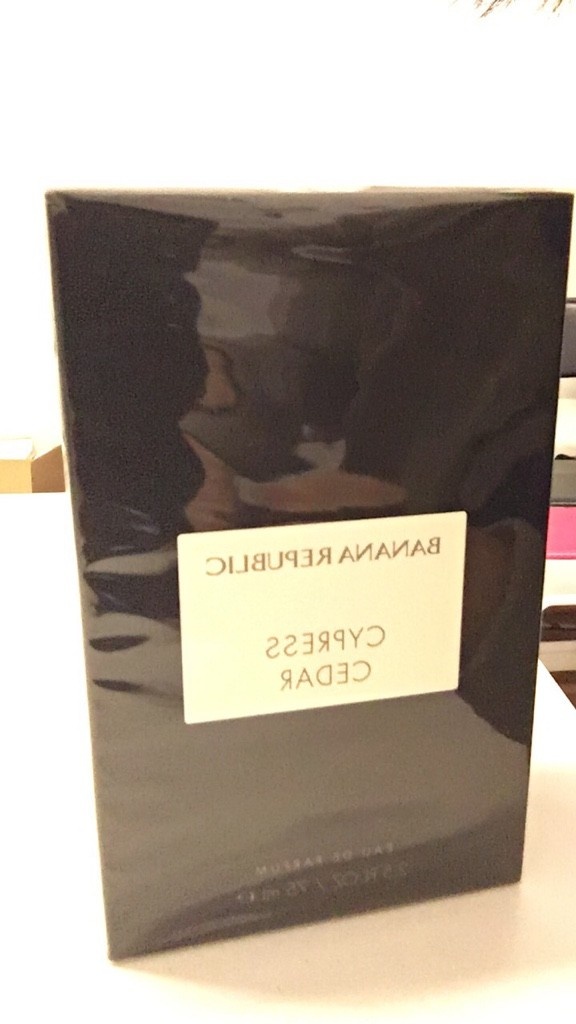 BANANA REPUBLIC
CYPRESS
CEDAR
EAU DE PARFUM
2.5 FL OZ / 75 mL e